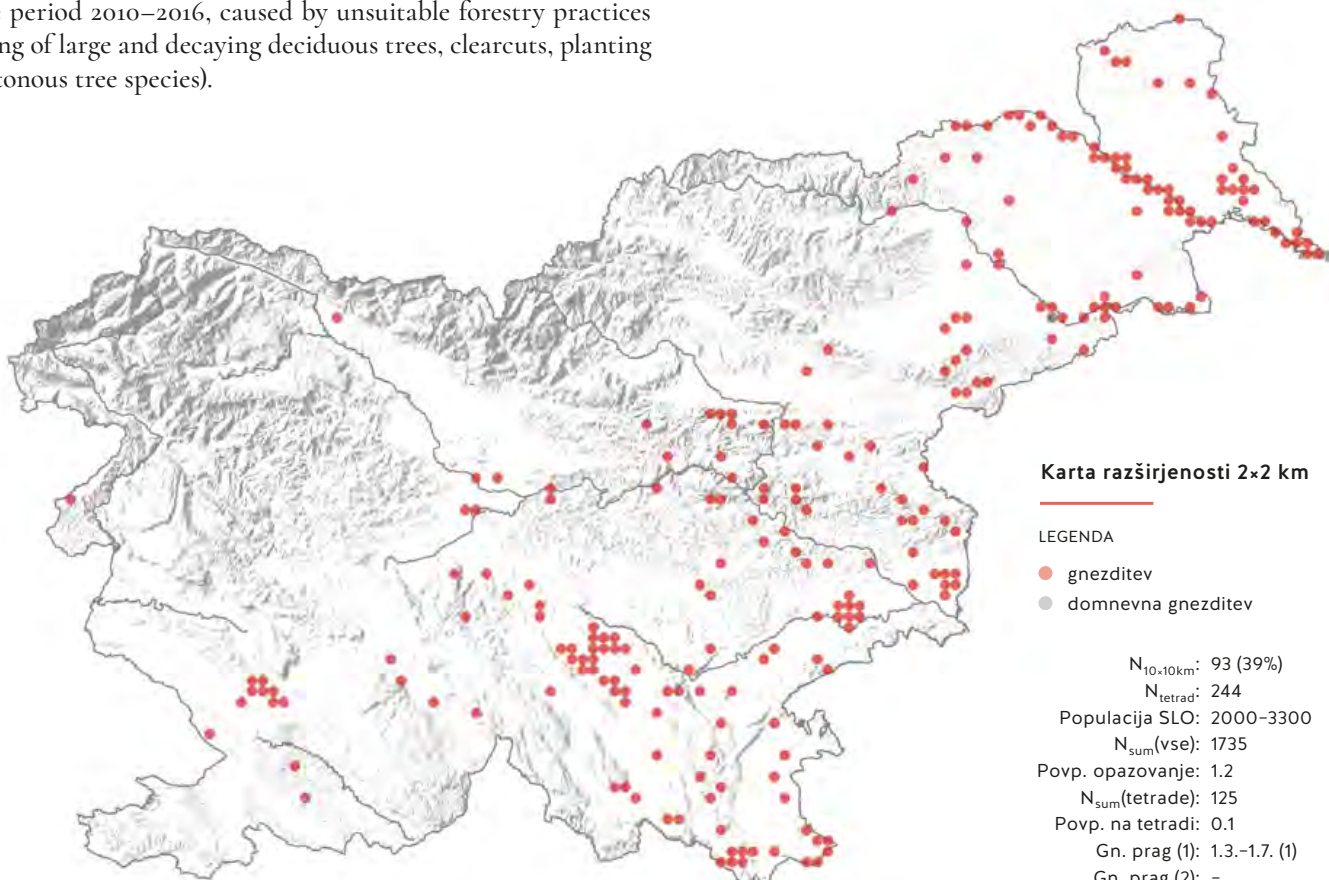 period 2010–2016, caused by unsuitable forestry practices
of large and decaying deciduous trees, clearcuts, planting
tree species).
Karta razširjenosti 2×2 km
LEGENDA
gnezditev
domnevna gnezditev
N10×10km: 93 (39%)
Ntetrad: 244
Populacija SLO: 2000–3300
Nsum(vse): 1735
Povp. opazovanje: 1.2
Nsum(tetrade): 125
Povp. na tetradi: 0.1
Gn. prag (1): 1.3.–1.7. (1)
Gn. prag (2): –